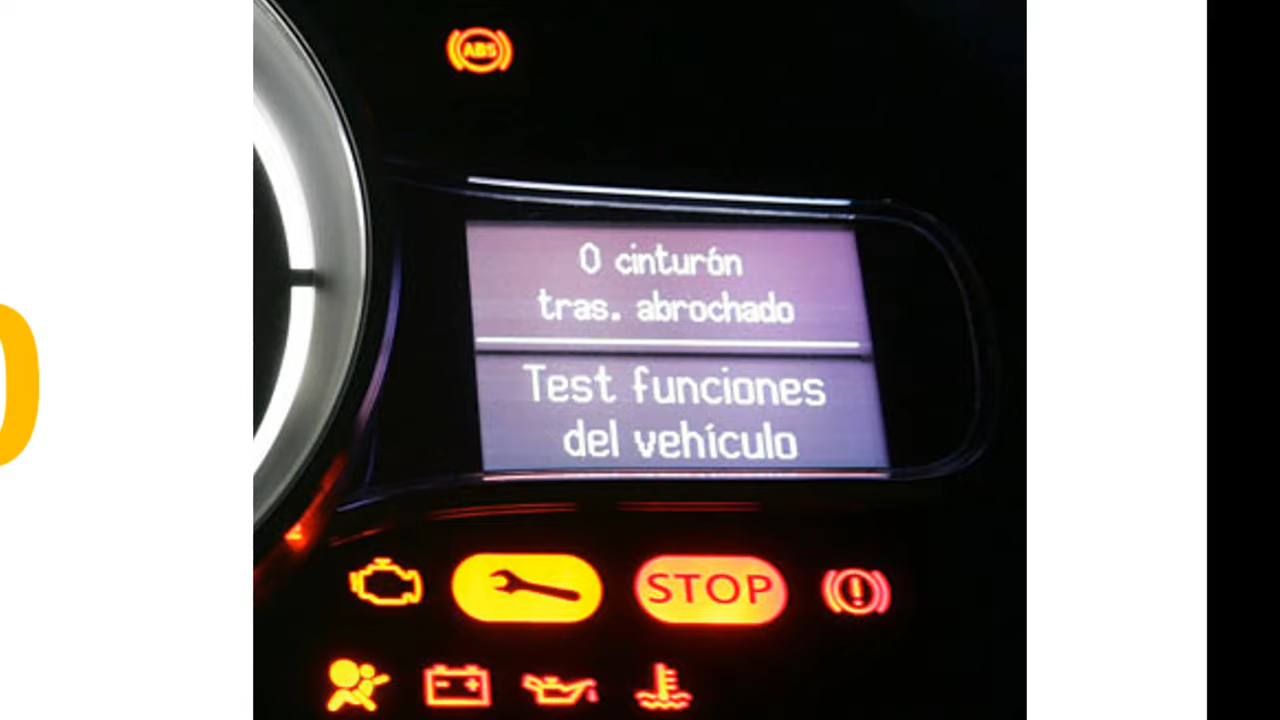 ABS
0 cinturón
tras. abrochado
Test funciones
del vehículo
STOP